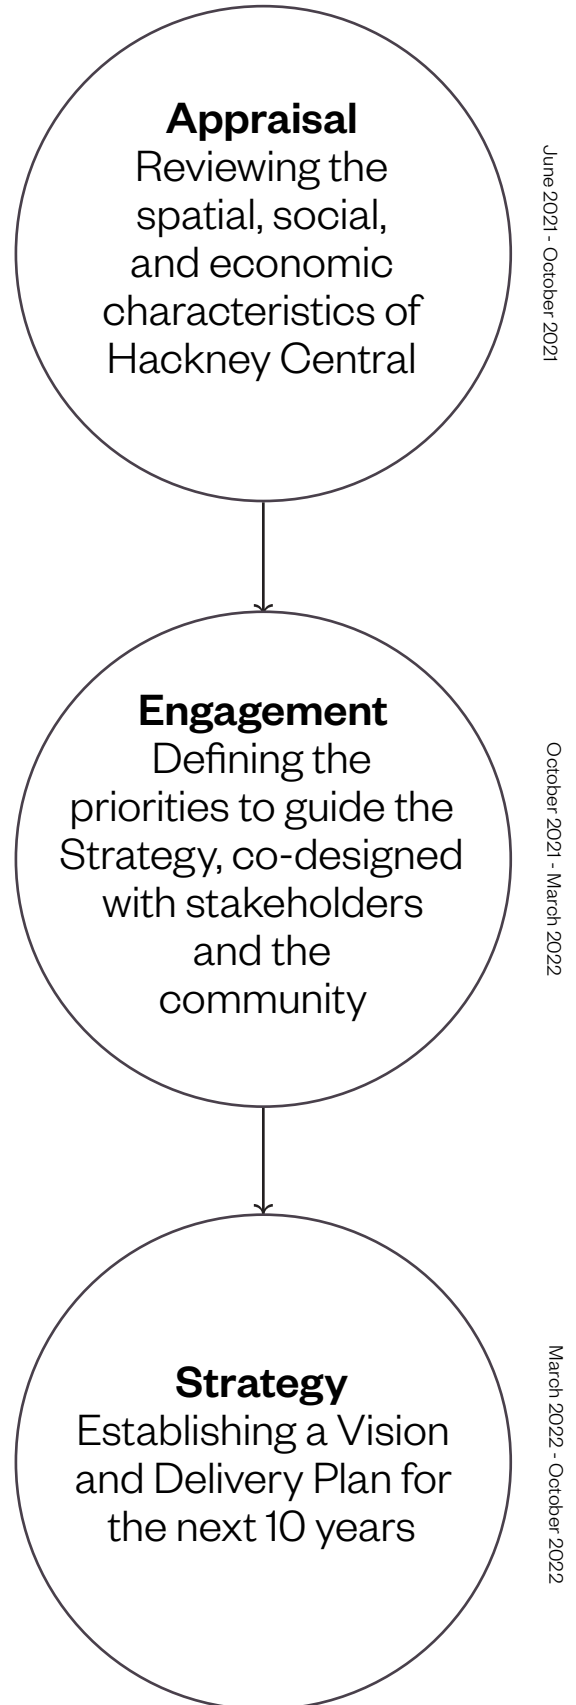 Appraisal
Reviewing the
spatial, social,
and economic
characteristics of
Hackney Central
June 2021 - October 2021
Engagement
Defining the
priorities to guide the
Strategy, co-designed
with stakeholders
and the
community
October 2021 - March 2022
Strategy
Establishing a Vision
and Delivery Plan for
the next 10 years
March 2022 - October 2022